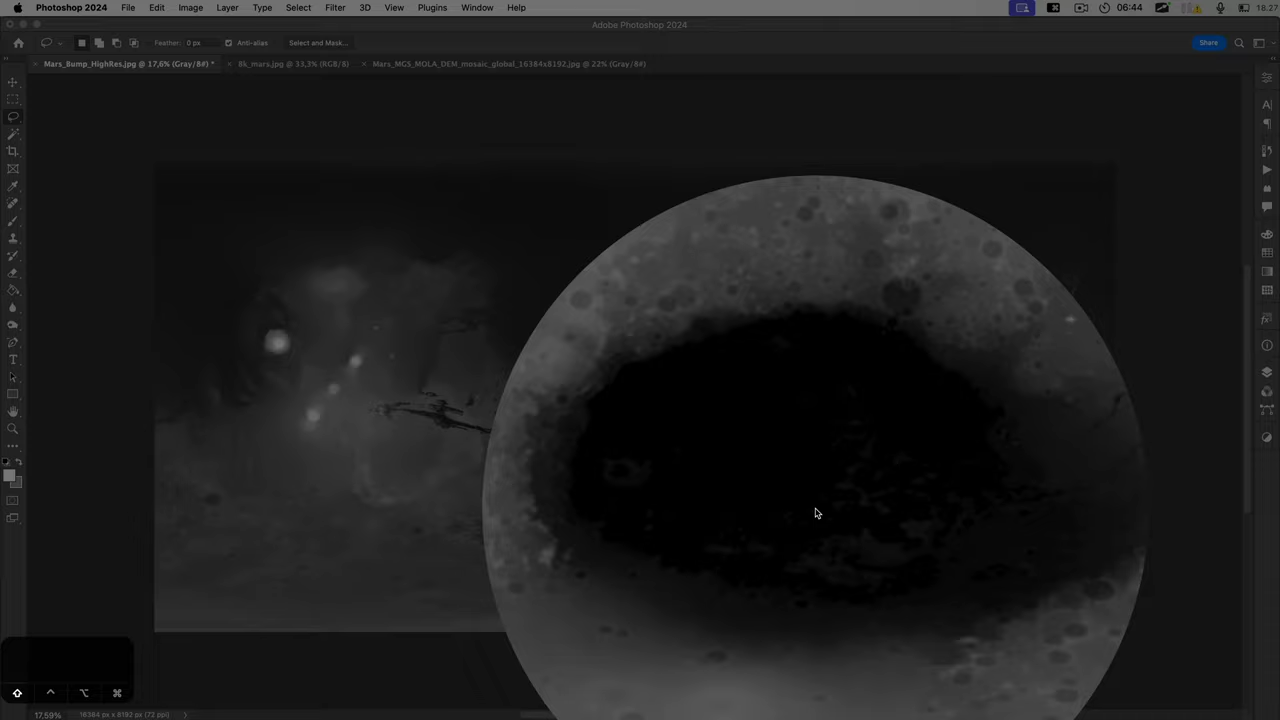 Photoshop 2024 File Edit Image Layer Type Select Filter 3D View Plugins Window Help 06:44 18.27
Adobe Photoshop 2024
Feather: 0 px Anti-alias Select and Mask... Share
Mars_Bump_HighRes.jpg @ 17,6% (Gray/8#) * 8k_mars.jpg @ 33,3% (RGB/8) Mars_MGS_MOLA_DEM_mosaic_global_16384x8192.jpg @ 22% (Gray/8#)
17.59% 16384 px x 8192 px (72 ppi)